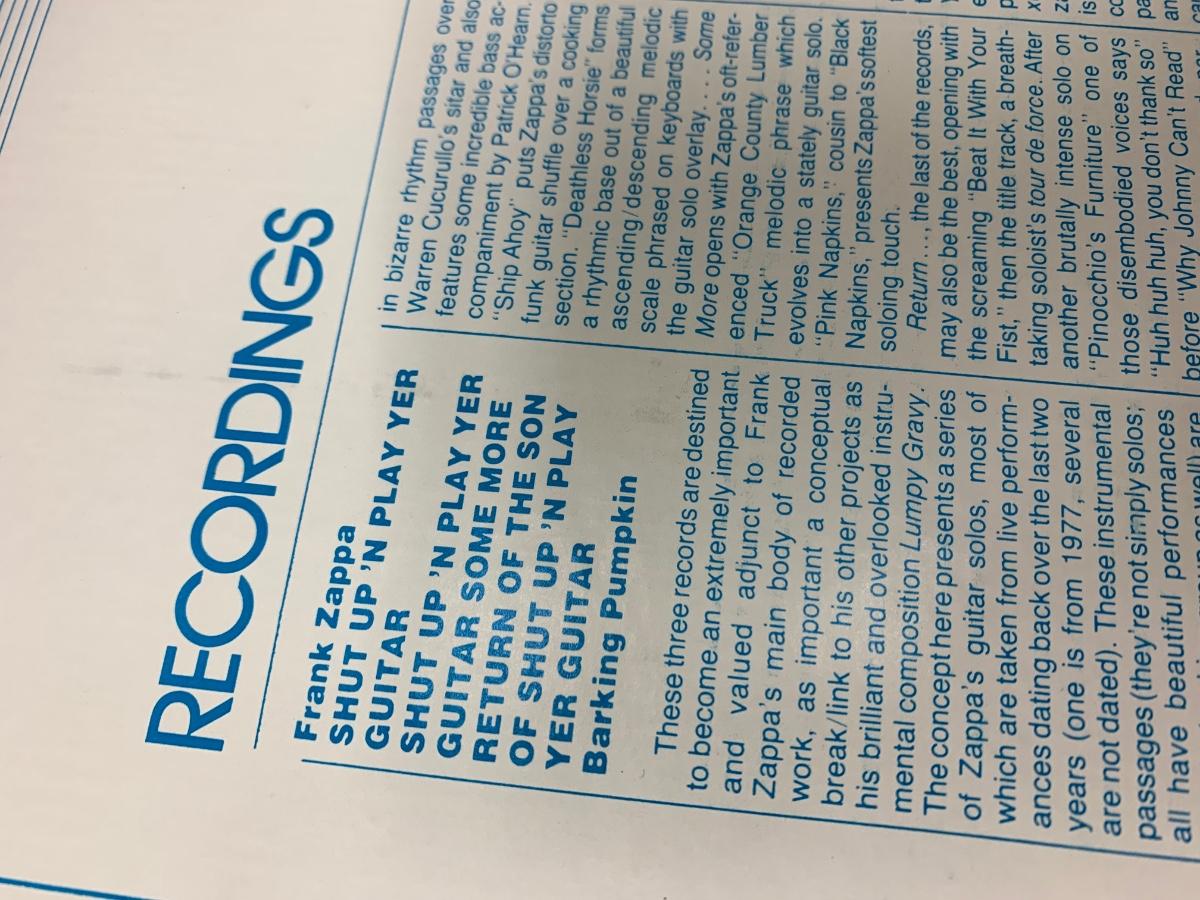 RECORDINGS
Frank Zappa
SHUT UP 'N PLAY YER
GUITAR
SHUT UP 'N PLAY YER
GUITAR SOME MORE
RETURN OF THE SON
OF SHUT UP 'N PLAY
YER GUITAR
Barking Pumpkin
These three records are destined
to become an extremely important
and valued adjunct to Frank
Zappa's main body of recorded
work, as important a conceptual
break/link to his other projects as
his brilliant and overlooked instru-
mental composition Lumpy Gravy.
The concept here presents a series
of Zappa's guitar solos, most of
which are taken from live perform-
ances dating back over the last two
years (one is from 1977, several
are not dated). These instrumental
passages (they're not simply solos;
all have beautiful performances
in bizarre rhythm passages over
Warren Cucurullo's sitar and also
features some incredible bass ac-
companiment by Patrick O'Hearn.
"Ship Ahoy" puts Zappa's distorto
funk guitar shuffle over a cooking
section. "Deathless Horsie" forms
a rhythmic base out of a beautiful
ascending/descending melodic
scale phrased on keyboards with
the guitar solo overlay. . . . Some
More opens with Zappa's oft-refer-
enced "Orange County Lumber
Truck" melodic phrase which
evolves into a stately guitar solo.
"Pink Napkins," cousin to "Black
Napkins," presents Zappa's softest
soloing touch.
Return . . ., the last of the records,
may also be the best, opening with
the screaming "Beat It With Your
Fist," then the title track, a breath-
taking soloist's tour de force. After
another brutally intense solo on
"Pinocchio's Furniture" one of
those disembodied voices says
"Huh huh, you don't think so"
before "Why Johnny Can't Read"